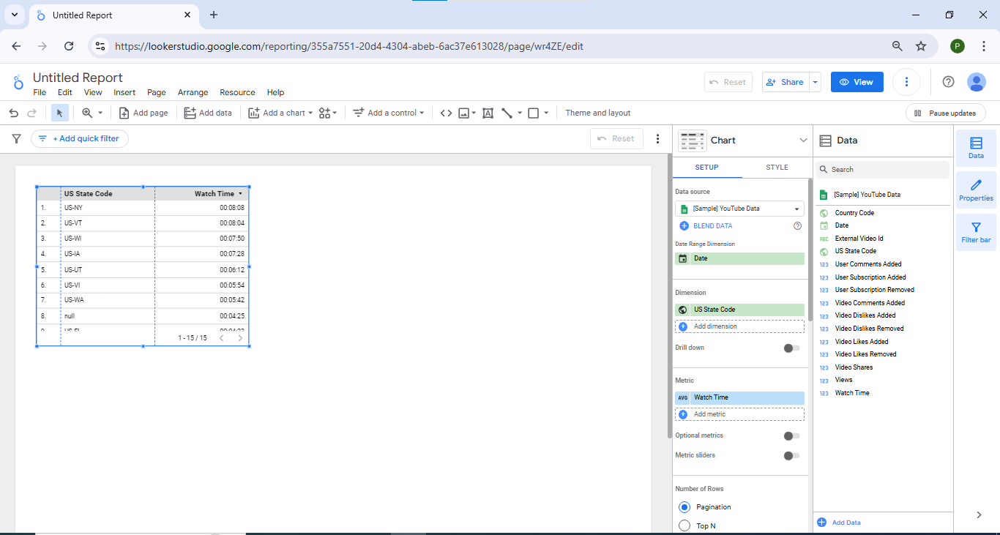 Untitled Report
https://lookerstudio.google.com/reporting/355a7551-20d4-4304-abeb-6ac37e613028/page/wr4ZE/edit
P
Untitled Report
File Edit View Insert Page Arrange Resource Help
Reset
Share
View
Add page
Add data
Add a chart
Add a control
Theme and layout
Pause updates
+ Add quick filter
Reset
US State Code Watch Time
1. US-NY 00:08:08
2. US-VT 00:08:04
3. US-WI 00:07:50
4. US-IA 00:07:28
5. US-UT 00:06:12
6. US-VI 00:05:54
7. US-WA 00:05:42
8. null 00:04:25
1 - 15 / 15
Chart
SETUP STYLE
Data source
[Sample] YouTube Data
BLEND DATA
Date Range Dimension
Date
Dimension
US State Code
Add dimension
Drill down
Metric
AVG Watch Time
Add metric
Optional metrics
Metric sliders
Number of Rows
Pagination
Top N
Data
Search
[Sample] YouTube Data
Country Code
Date
RBC External Video Id
US State Code
123 User Comments Added
123 User Subscription Added
123 User Subscription Removed
123 Video Comments Added
123 Video Dislikes Added
123 Video Dislikes Removed
123 Video Likes Added
123 Video Likes Removed
123 Video Shares
123 Views
123 Watch Time
Add Data
Data
Properties
Filter bar